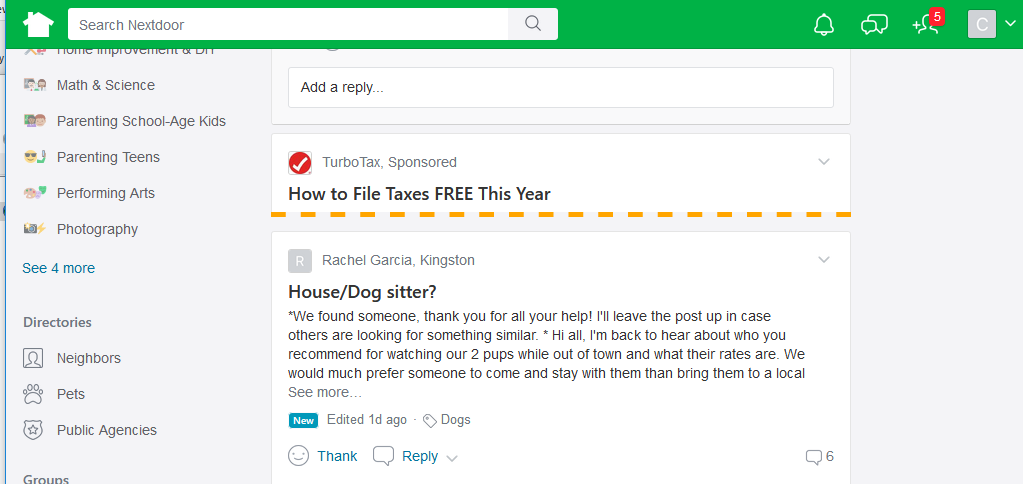 Search Nextdoor
5
C
Home Improvement & DIY
Math & Science
Parenting School-Age Kids
Parenting Teens
Performing Arts
Photography
See 4 more
Directories
Neighbors
Pets
Public Agencies
Groups
Add a reply...
TurboTax, Sponsored
How to File Taxes FREE This Year
R
Rachel Garcia, Kingston
House/Dog sitter?
*We found someone, thank you for all your help! I'll leave the post up in case
others are looking for something similar. * Hi all, I'm back to hear about who you
recommend for watching our 2 pups while out of town and what their rates are. We
would much prefer someone to come and stay with them than bring them to a local
See more...
New Edited 1d ago · Dogs
Thank Reply 6